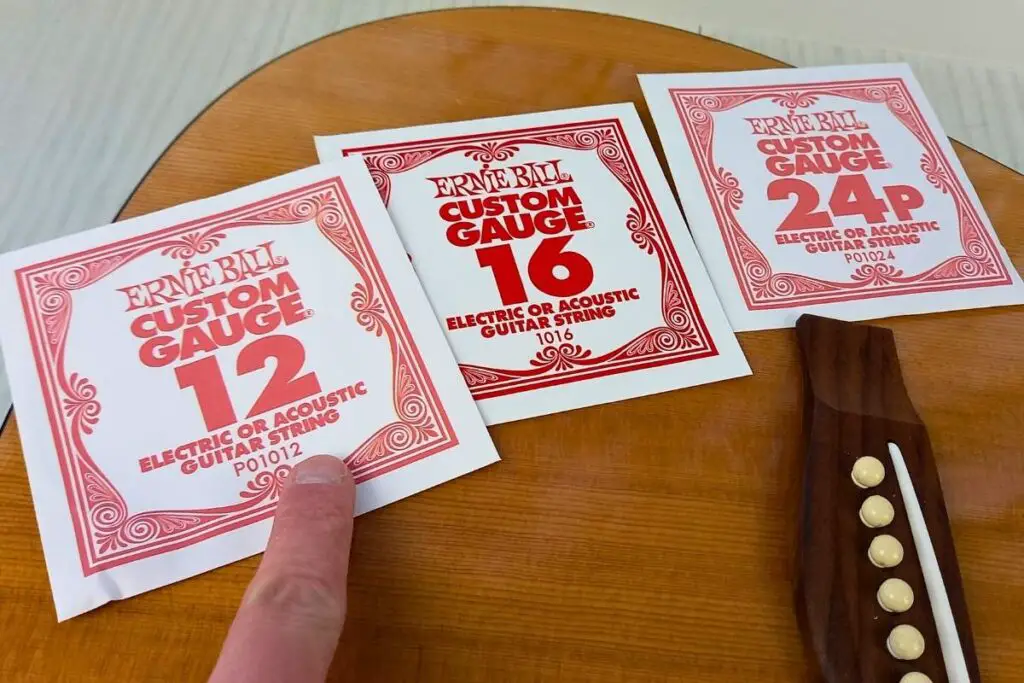 ERNIE BALL
CUSTOM
GAUGE®
12
ELECTRIC OR ACOUSTIC
GUITAR STRING
P01012
ERNIE BALL®
CUSTOM
GAUGE®
16
ELECTRIC OR ACOUSTIC
GUITAR STRING
1016
ERNIE BALL
CUSTOM
GAUGE®
24P
ELECTRIC OR ACOUSTIC
GUITAR STRING
P01024